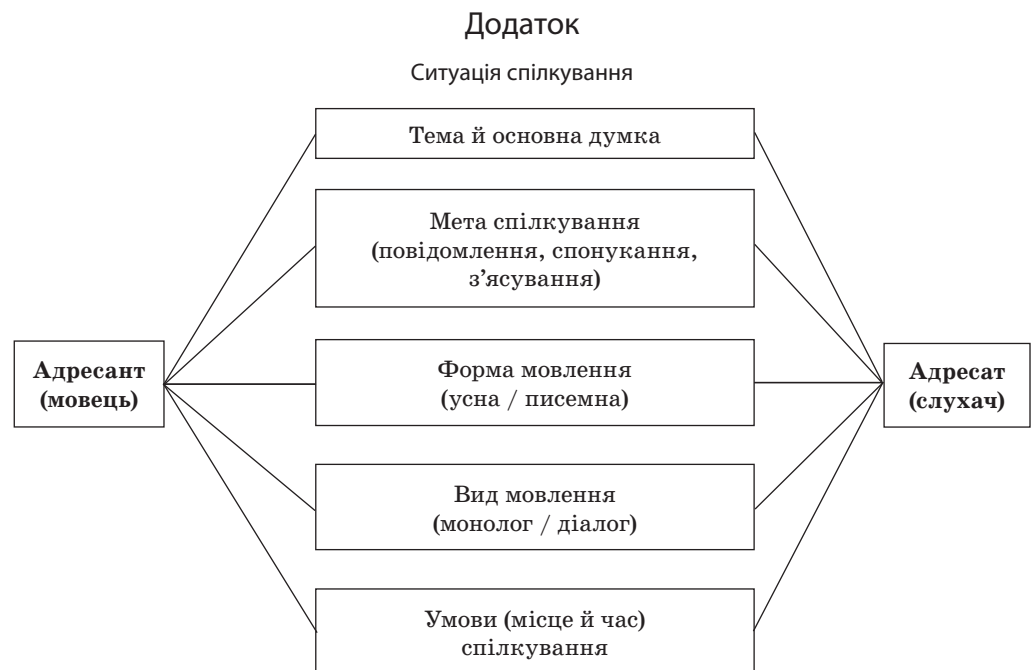 Додаток
Ситуація спілкування
Тема й основна думка
Мета спілкування
(повідомлення, спонукання,
з'ясування)
Адресант
(мовець)
Форма мовлення
(усна / писемна)
Адресат
(слухач)
Вид мовлення
(монолог / діалог)
Умови (місце й час)
спілкування